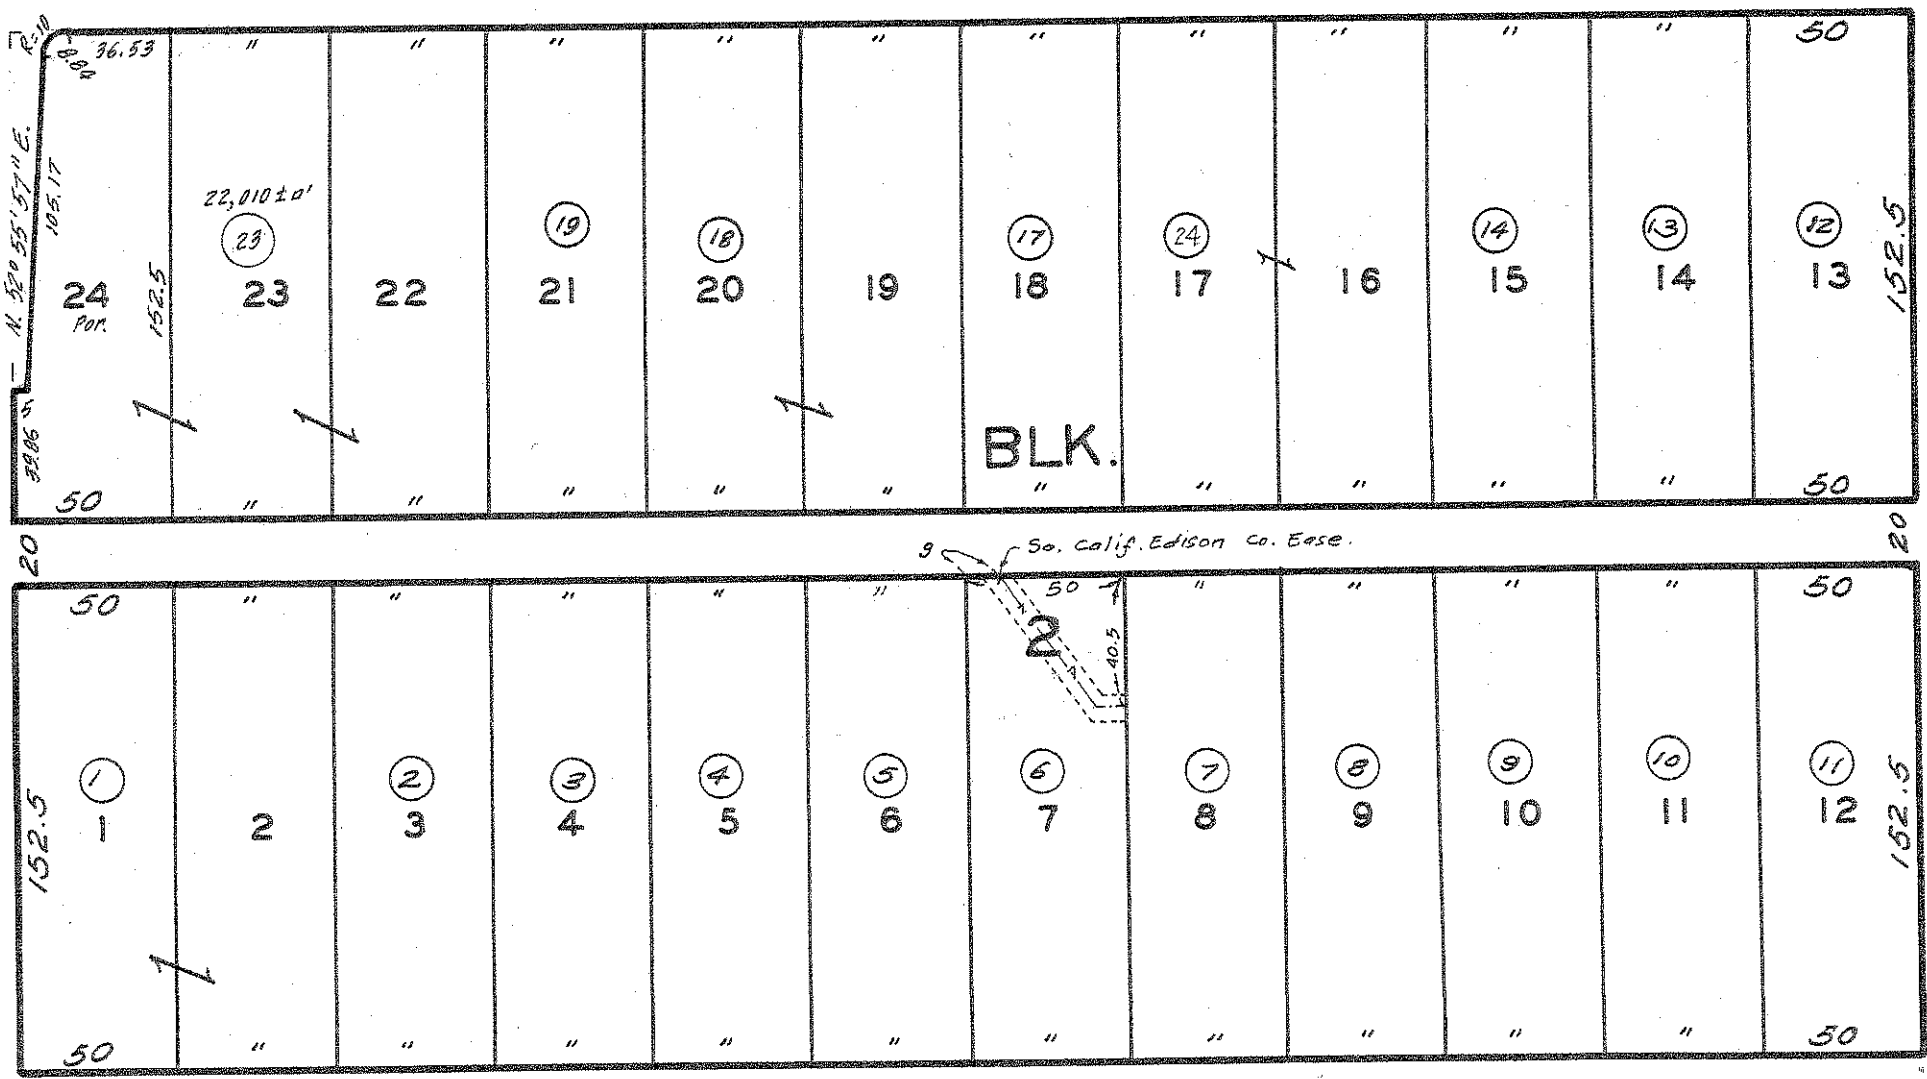 R=10 36.53 " " " " " " " " " " 50
N. 52° 55' 57" E.
105.17
152.5
22,010 ± □'
23 19 18 17 24 14 13 12
24 23 22 21 20 19 18 17 16 15 14 13
Por.
152.5
39.86
BLK.
50 " " " " " " " " " " 50
20 20
9 So. Calif. Edison Co. Ease.
50 " " " " " 50 " " " " 50
2
40.5
1 2 3 4 5 6 7 8 9 10 11
1 2 3 4 5 6 7 8 9 10 11 12
152.5 152.5
50 " " " " " " " " " " 50